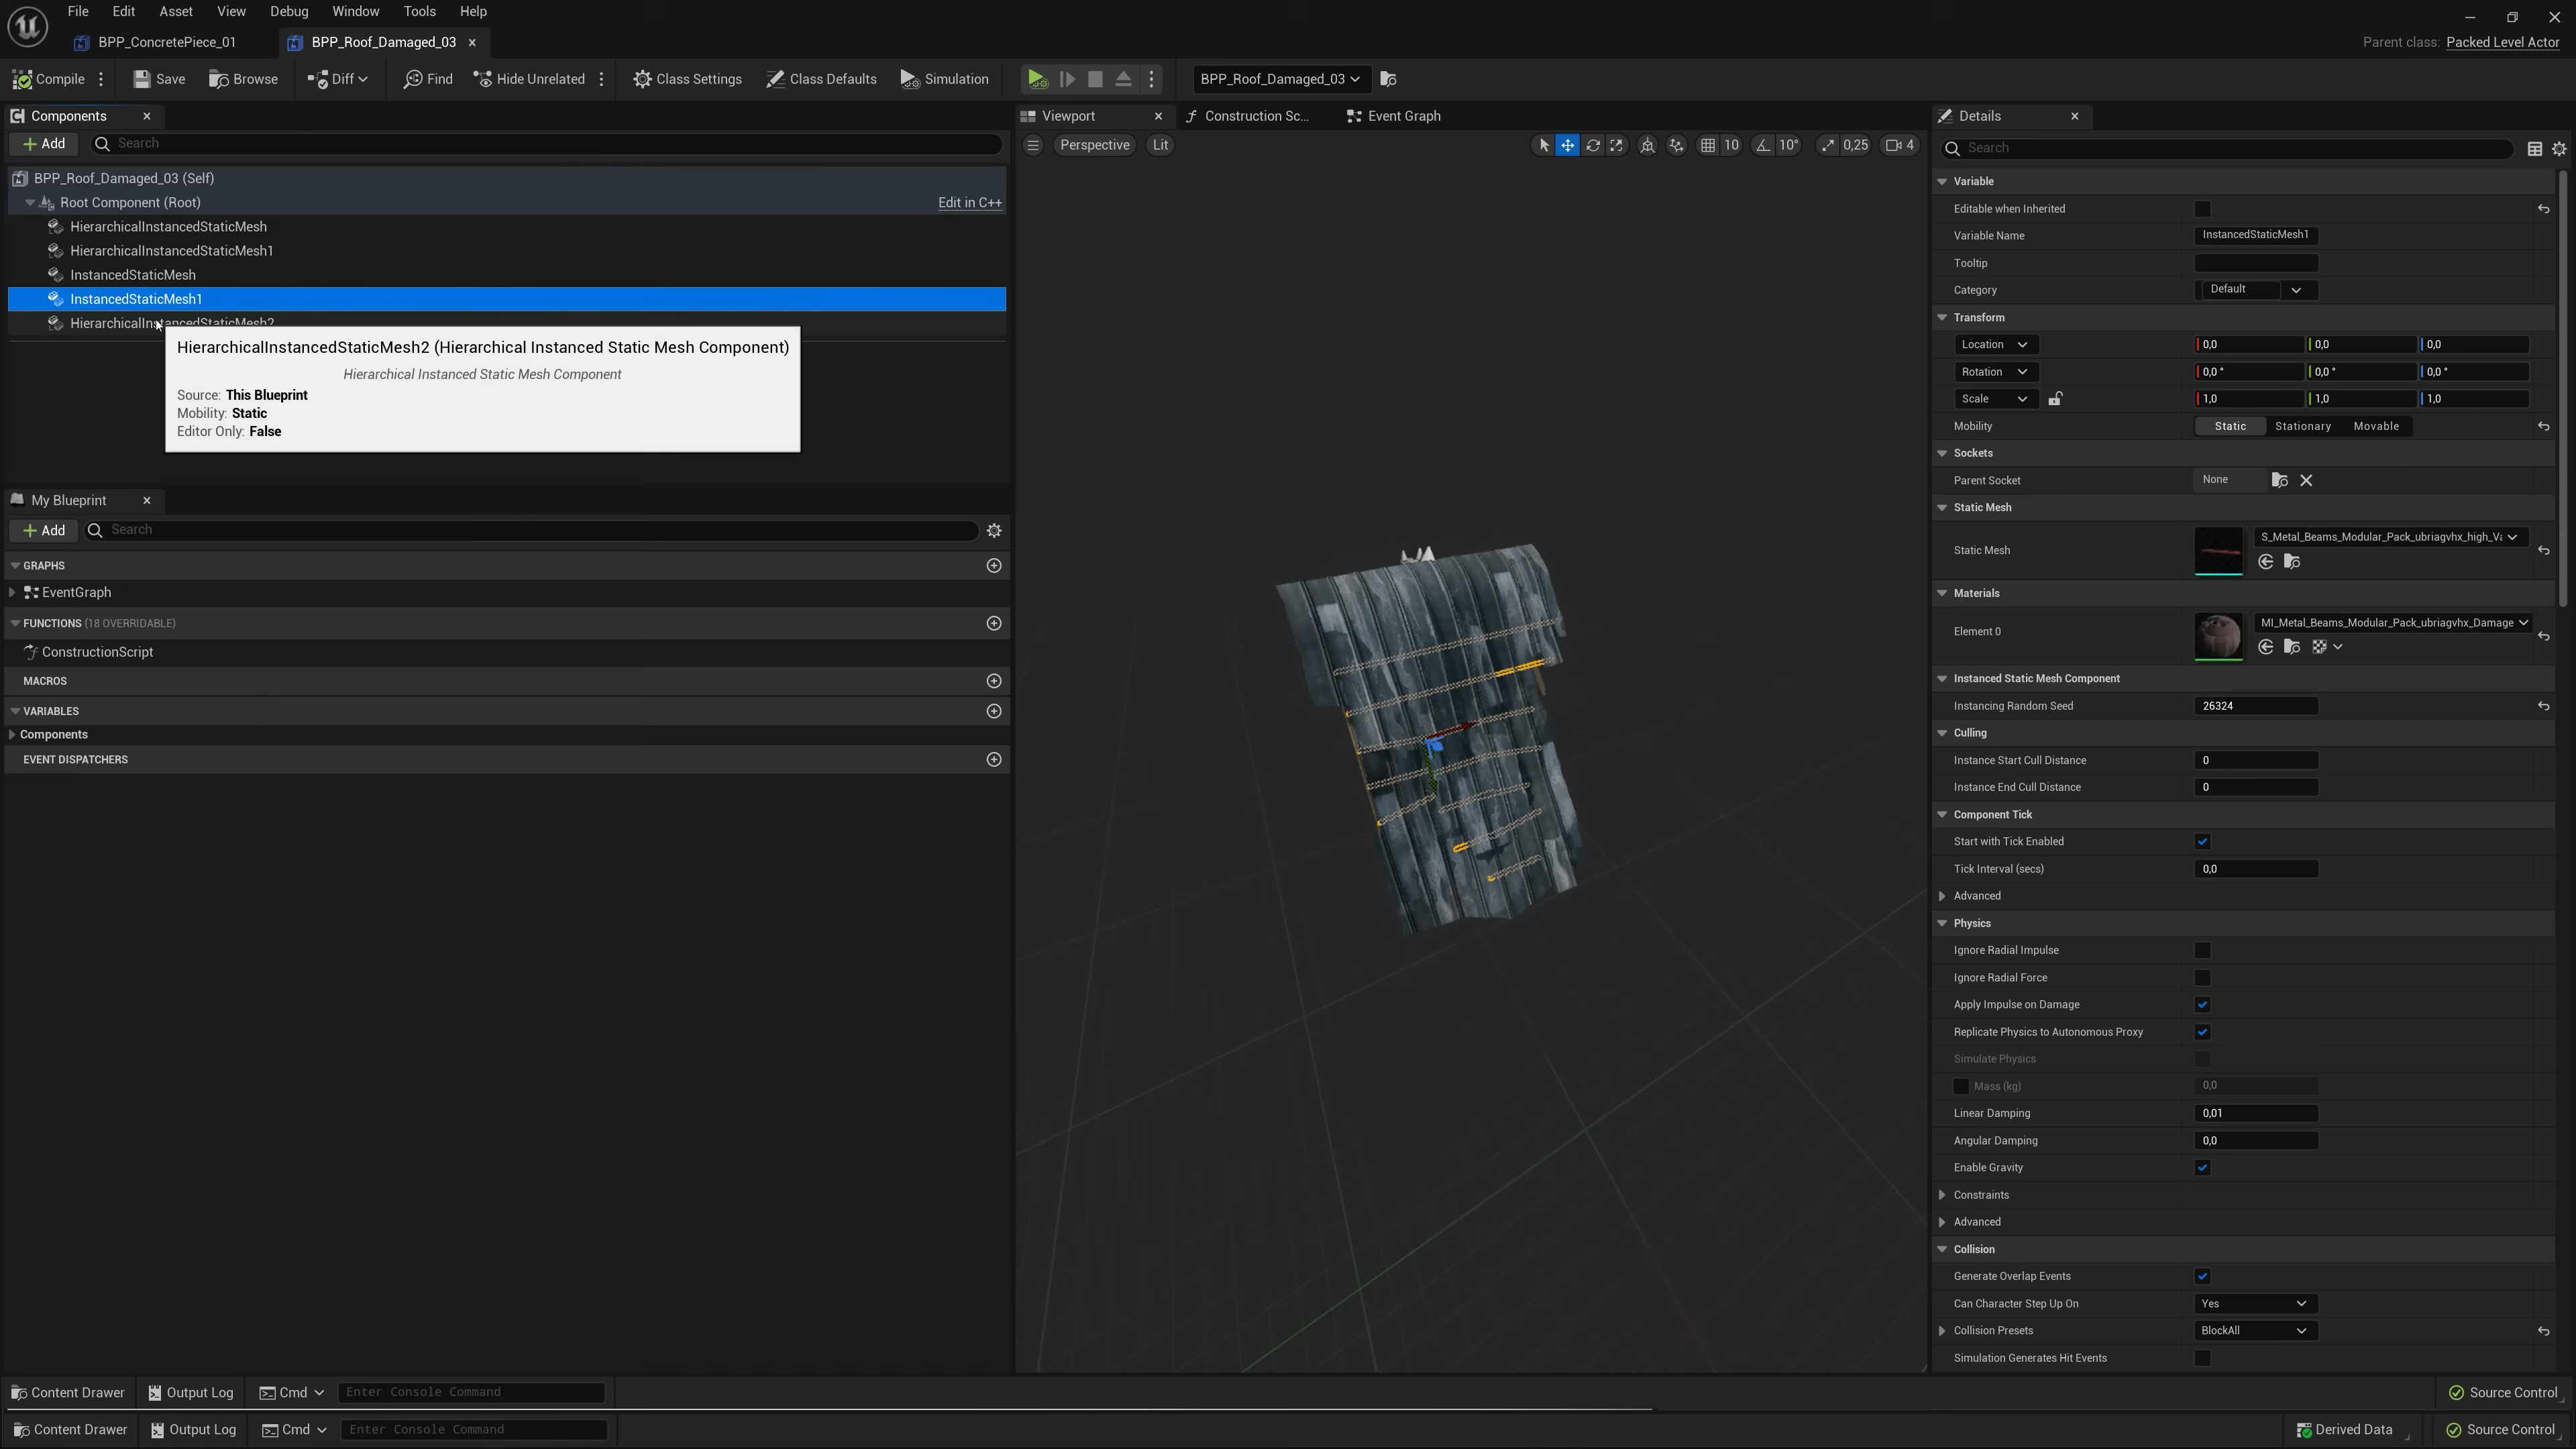 File Edit Asset View Debug Window Tools Help
BPP_ConcretePiece_01 BPP_Roof_Damaged_03
Parent class: Packed Level Actor
Compile Save Browse Diff Find Hide Unrelated Class Settings Class Defaults Simulation BPP_Roof_Damaged_03
Components
Add Search
BPP_Roof_Damaged_03 (Self)
Root Component (Root) Edit in C++
HierarchicalInstancedStaticMesh
HierarchicalInstancedStaticMesh1
InstancedStaticMesh
InstancedStaticMesh1
HierarchicalInstancedStaticMesh2
HierarchicalInstancedStaticMesh2 (Hierarchical Instanced Static Mesh Component)
Hierarchical Instanced Static Mesh Component
Source: This Blueprint
Mobility: Static
Editor Only: False
My Blueprint
Add Search
GRAPHS
EventGraph
FUNCTIONS (18 OVERRIDABLE)
ConstructionScript
MACROS
VARIABLES
Components
EVENT DISPATCHERS
Viewport Construction Sc... Event Graph
Perspective Lit 10 10° 0,25 4
Details
Search
Variable
Editable when Inherited
Variable Name InstancedStaticMesh1
Tooltip
Category Default
Transform
Location 0,0 0,0 0,0
Rotation 0,0 ° 0,0 ° 0,0 °
Scale 1,0 1,0 1,0
Mobility Static Stationary Movable
Sockets
Parent Socket None
Static Mesh
Static Mesh S_Metal_Beams_Modular_Pack_ubriagvhx_high_Va
Materials
Element 0 MI_Metal_Beams_Modular_Pack_ubriagvhx_Damage
Instanced Static Mesh Component
Instancing Random Seed 26324
Culling
Instance Start Cull Distance 0
Instance End Cull Distance 0
Component Tick
Start with Tick Enabled
Tick Interval (secs) 0,0
Advanced
Physics
Ignore Radial Impulse
Ignore Radial Force
Apply Impulse on Damage
Replicate Physics to Autonomous Proxy
Simulate Physics
Mass (kg) 0,0
Linear Damping 0,01
Angular Damping 0,0
Enable Gravity
Constraints
Advanced
Collision
Generate Overlap Events
Can Character Step Up On Yes
Collision Presets BlockAll
Simulation Generates Hit Events
Content Drawer Output Log Cmd Enter Console Command Source Control
Content Drawer Output Log Cmd Enter Console Command Derived Data Source Control